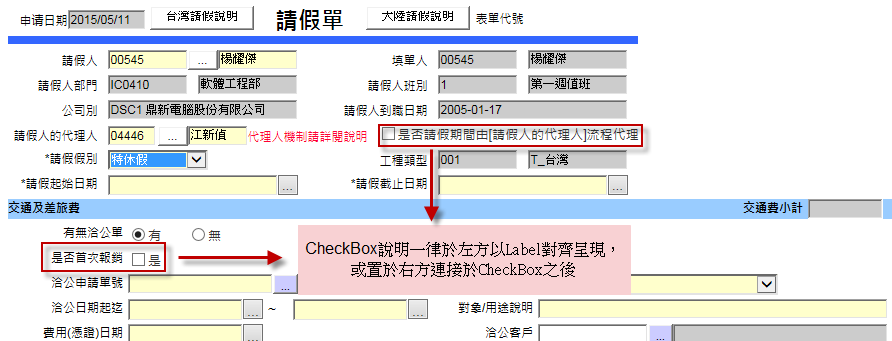 申请日期 2015/05/11 台灣請假說明 請假單 大陸請假說明 表單代號
請假人 00545 ... 楊耀傑 填單人 00545 楊耀傑
請假人部門 IC0410 軟體工程部 請假人班別 1 第一週值班
公司別 DSC1 鼎新電腦股份有限公司 請假人到職日期 2005-01-17
請假人的代理人 04446 ... 江新偵 代理人機制請詳閱說明 是否請假期間由[請假人的代理人]流程代理
*請假假別 特休假 工種類型 001 T_台灣
*請假起始日期 ... *請假截止日期 ...
交通及差旅費 交通費小計
有無洽公單 有 無
是否首次報銷 是
CheckBox說明一律於左方以Label對齊呈現，
或置於右方連接於CheckBox之後
洽公申請單號 ...
洽公日期起迄 ... ~ ... 對象/用途說明
費用(憑證)日期 ... 洽公客戶 ...